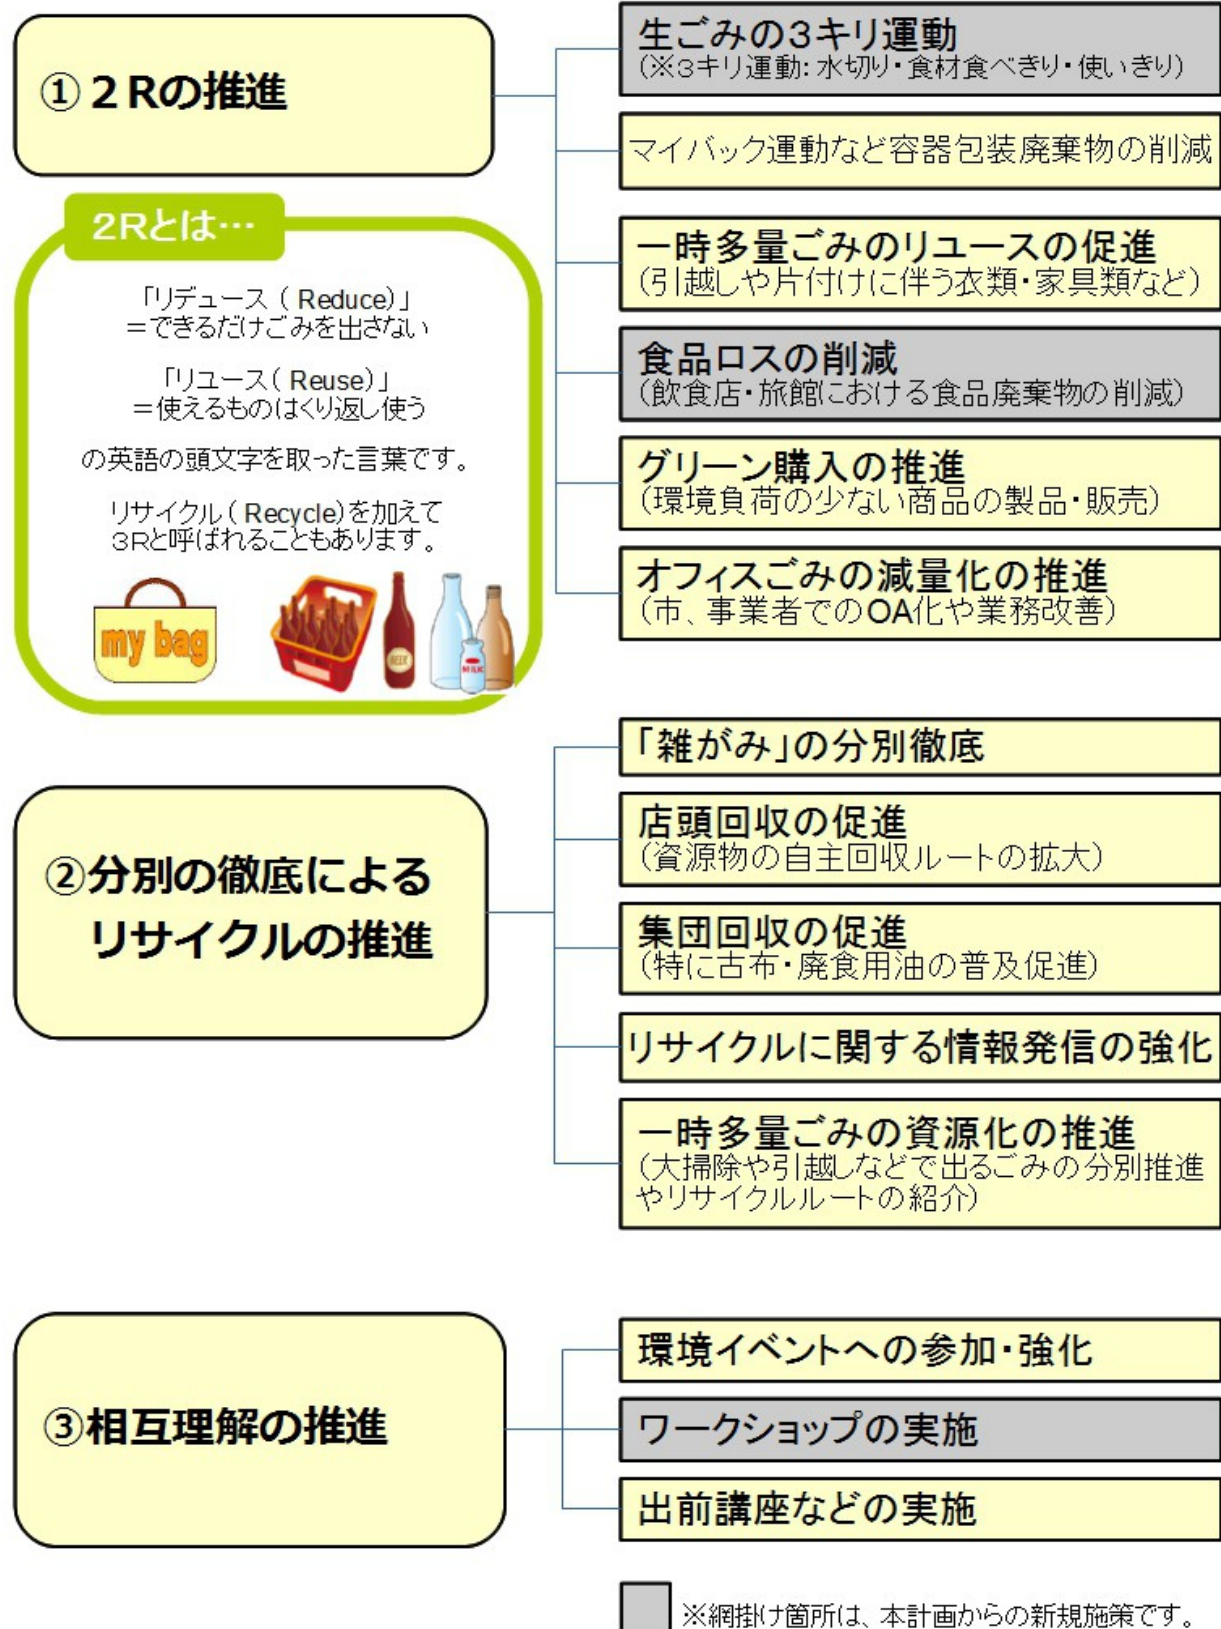 ①２Rの推進
生ごみの３キリ運動
（※３キリ運動：水切り・食材食べきり・使いきり）
マイバック運動など容器包装廃棄物の削減
一時多量ごみのリユースの促進
（引越しや片付けに伴う衣類・家具類など）
食品ロスの削減
（飲食店・旅館における食品廃棄物の削減）
グリーン購入の推進
（環境負荷の少ない商品の製品・販売）
オフィスごみの減量化の推進
（市、事業者でのOA化や業務改善）
２Rとは…
「リデュース（Reduce）」
＝できるだけごみを出さない
「リユース（Reuse）」
＝使えるものはくり返し使う
の英語の頭文字を取った言葉です。
リサイクル（Recycle）を加えて
３Rと呼ばれることもあります。
my bag
BEER
MILK
②分別の徹底による
リサイクルの推進
「雑がみ」の分別徹底
店頭回収の促進
（資源物の自主回収ルートの拡大）
集団回収の促進
（特に古布・廃食用油の普及促進）
リサイクルに関する情報発信の強化
一時多量ごみの資源化の推進
（大掃除や引越しなどで出るごみの分別推進
やリサイクルルートの紹介）
③相互理解の推進
環境イベントへの参加・強化
ワークショップの実施
出前講座などの実施
※網掛け箇所は、本計画からの新規施策です。